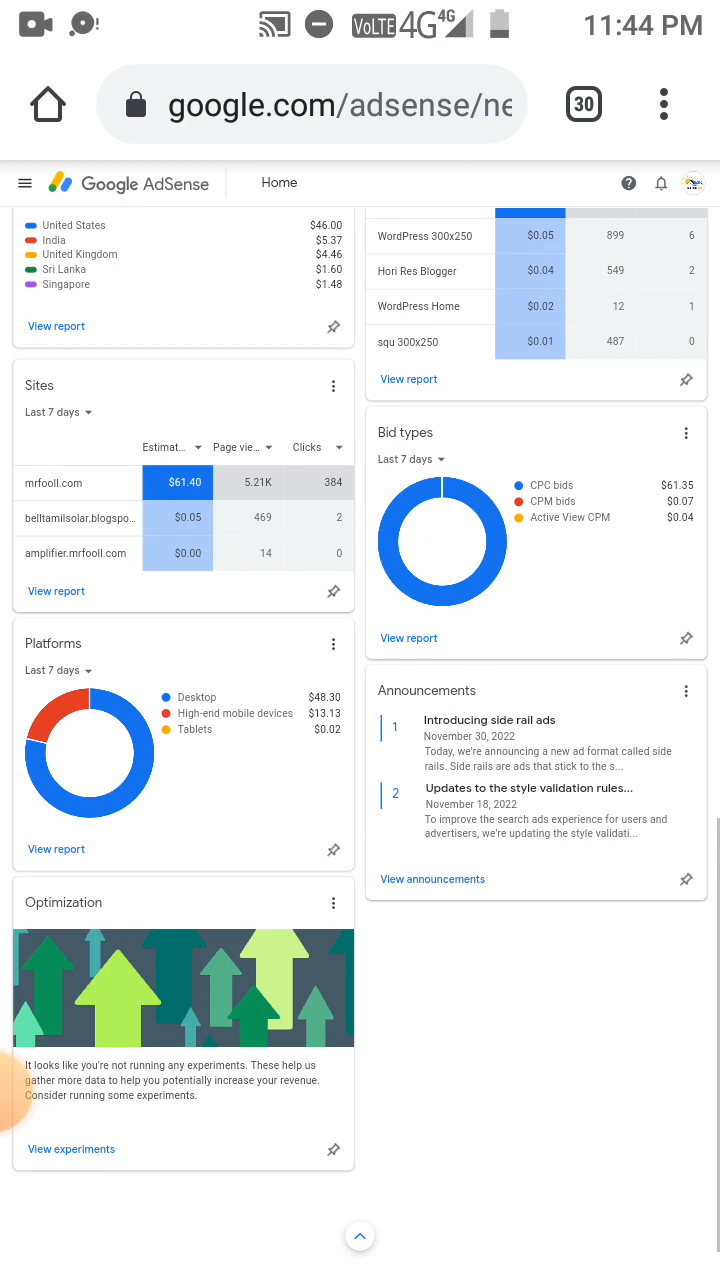 VoLTE 4G 4G 11:44 PM
google.com/adsense/ne
30
Google AdSense
Home
United States $46.00
India $5.37
United Kingdom $4.46
Sri Lanka $1.60
Singapore $1.48
View report
Sites
Last 7 days
Estimat... Page vie... Clicks
mrfooll.com $61.40 5.21K 384
belltamilsolar.blogspo... $0.05 469 2
amplifier.mrfooll.com $0.00 14 0
View report
Platforms
Last 7 days
Desktop $48.30
High-end mobile devices $13.13
Tablets $0.02
View report
Optimization
It looks like you're not running any experiments. These help us
gather more data to help you potentially increase your revenue.
Consider running some experiments.
View experiments
WordPress 300x250 $0.05 899 6
Hori Res Blogger $0.04 549 2
WordPress Home $0.02 12 1
squ 300x250 $0.01 487 0
View report
Bid types
Last 7 days
CPC bids $61.35
CPM bids $0.07
Active View CPM $0.04
View report
Announcements
1 Introducing side rail ads
November 30, 2022
Today, we're announcing a new ad format called side
rails. Side rails are ads that stick to the s...
2 Updates to the style validation rules...
November 18, 2022
To improve the search ads experience for users and
advertisers, we're updating the style validati...
View announcements